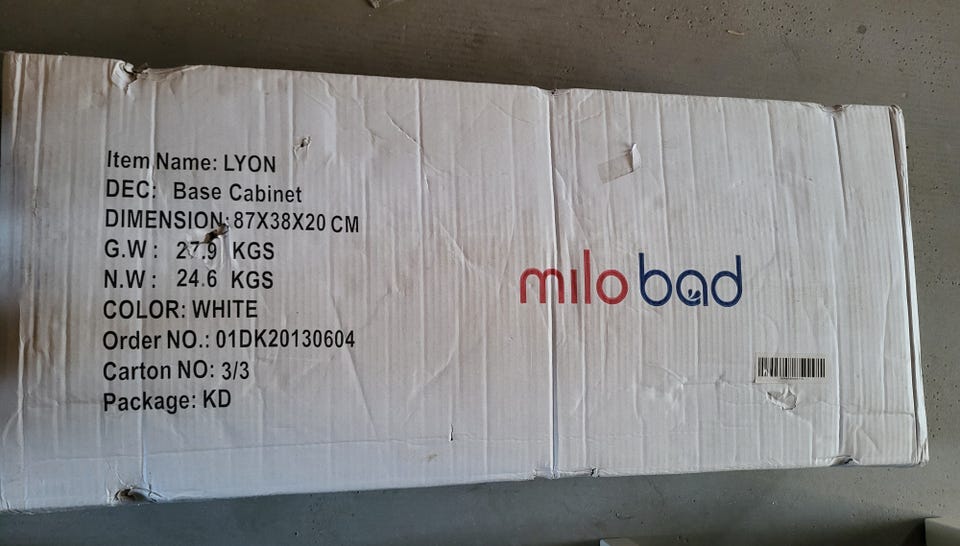 Item Name: LYON
DEC: Base Cabinet
DIMENSION: 87X38X20 CM
G.W : 27.9 KGS
N.W : 24.6 KGS
COLOR: WHITE
Order NO.: 01DK20130604
Carton NO: 3/3
Package: KD
milo bad